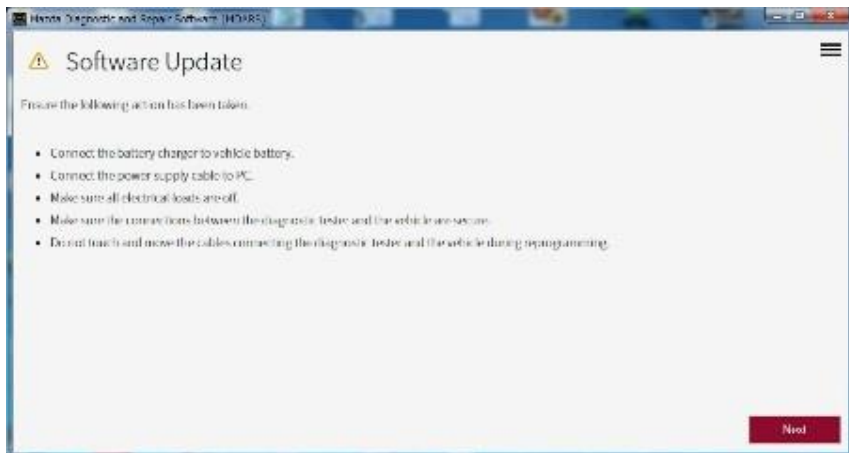 Mazda Diagnostic and Repair Software (MDARS)
Software Update
Ensure the following action has been taken.
• Connect the battery charger to vehicle battery.
• Connect the power supply cable to PC.
• Make sure all electrical loads are off.
• Make sure the connections between the diagnostic tester and the vehicle are secure.
• Do not touch and move the cables connecting the diagnostic tester and the vehicle during reprogramming.
Next